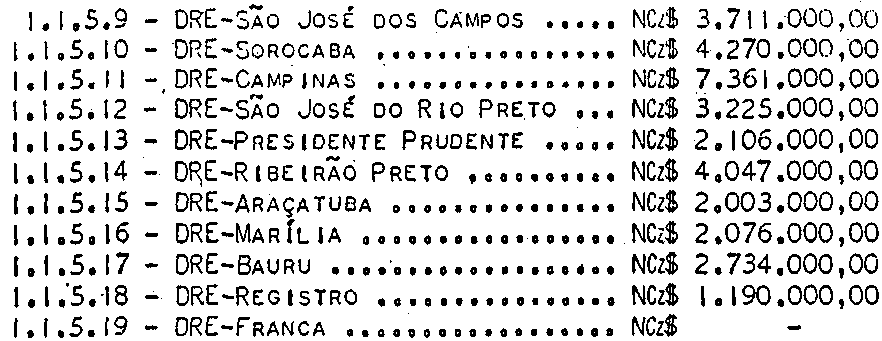 1.1.5.9 - DRE-SÃO JOSÉ DOS CAMPOS ..... NCz$ 3.711.000,00
1.1.5.10 - DRE-SOROCABA ................ NCz$ 4.270.000,00
1.1.5.11 - DRE-CAMPINAS ................ NCz$ 7.361.000,00
1.1.5.12 - DRE-SÃO JOSÉ DO RIO PRETO ... NCz$ 3.225.000,00
1.1.5.13 - DRE-PRESIDENTE PRUDENTE ..... NCz$ 2.106.000,00
1.1.5.14 - DRE-RIBEIRÃO PRETO .......... NCz$ 4.047.000,00
1.1.5.15 - DRE-ARAÇATUBA ............... NCz$ 2.003.000,00
1.1.5.16 - DRE-MARÍLIA ................. NCz$ 2.076.000,00
1.1.5.17 - DRE-BAURU ................... NCz$ 2.734.000,00
1.1.5.18 - DRE-REGISTRO ................ NCz$ 1.190.000,00
1.1.5.19 - DRE-FRANCA .................. NCz$ -